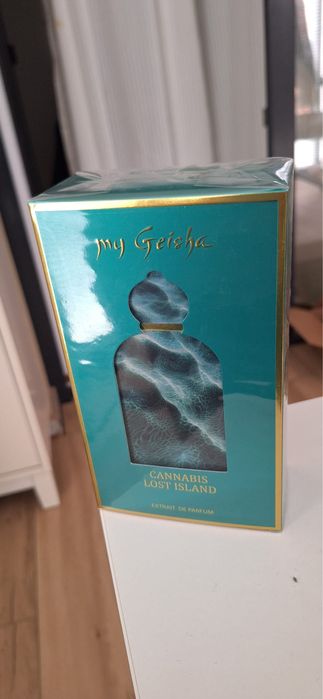 my Geisha
CANNABIS
LOST ISLAND
EXTRAIT DE PARFUM